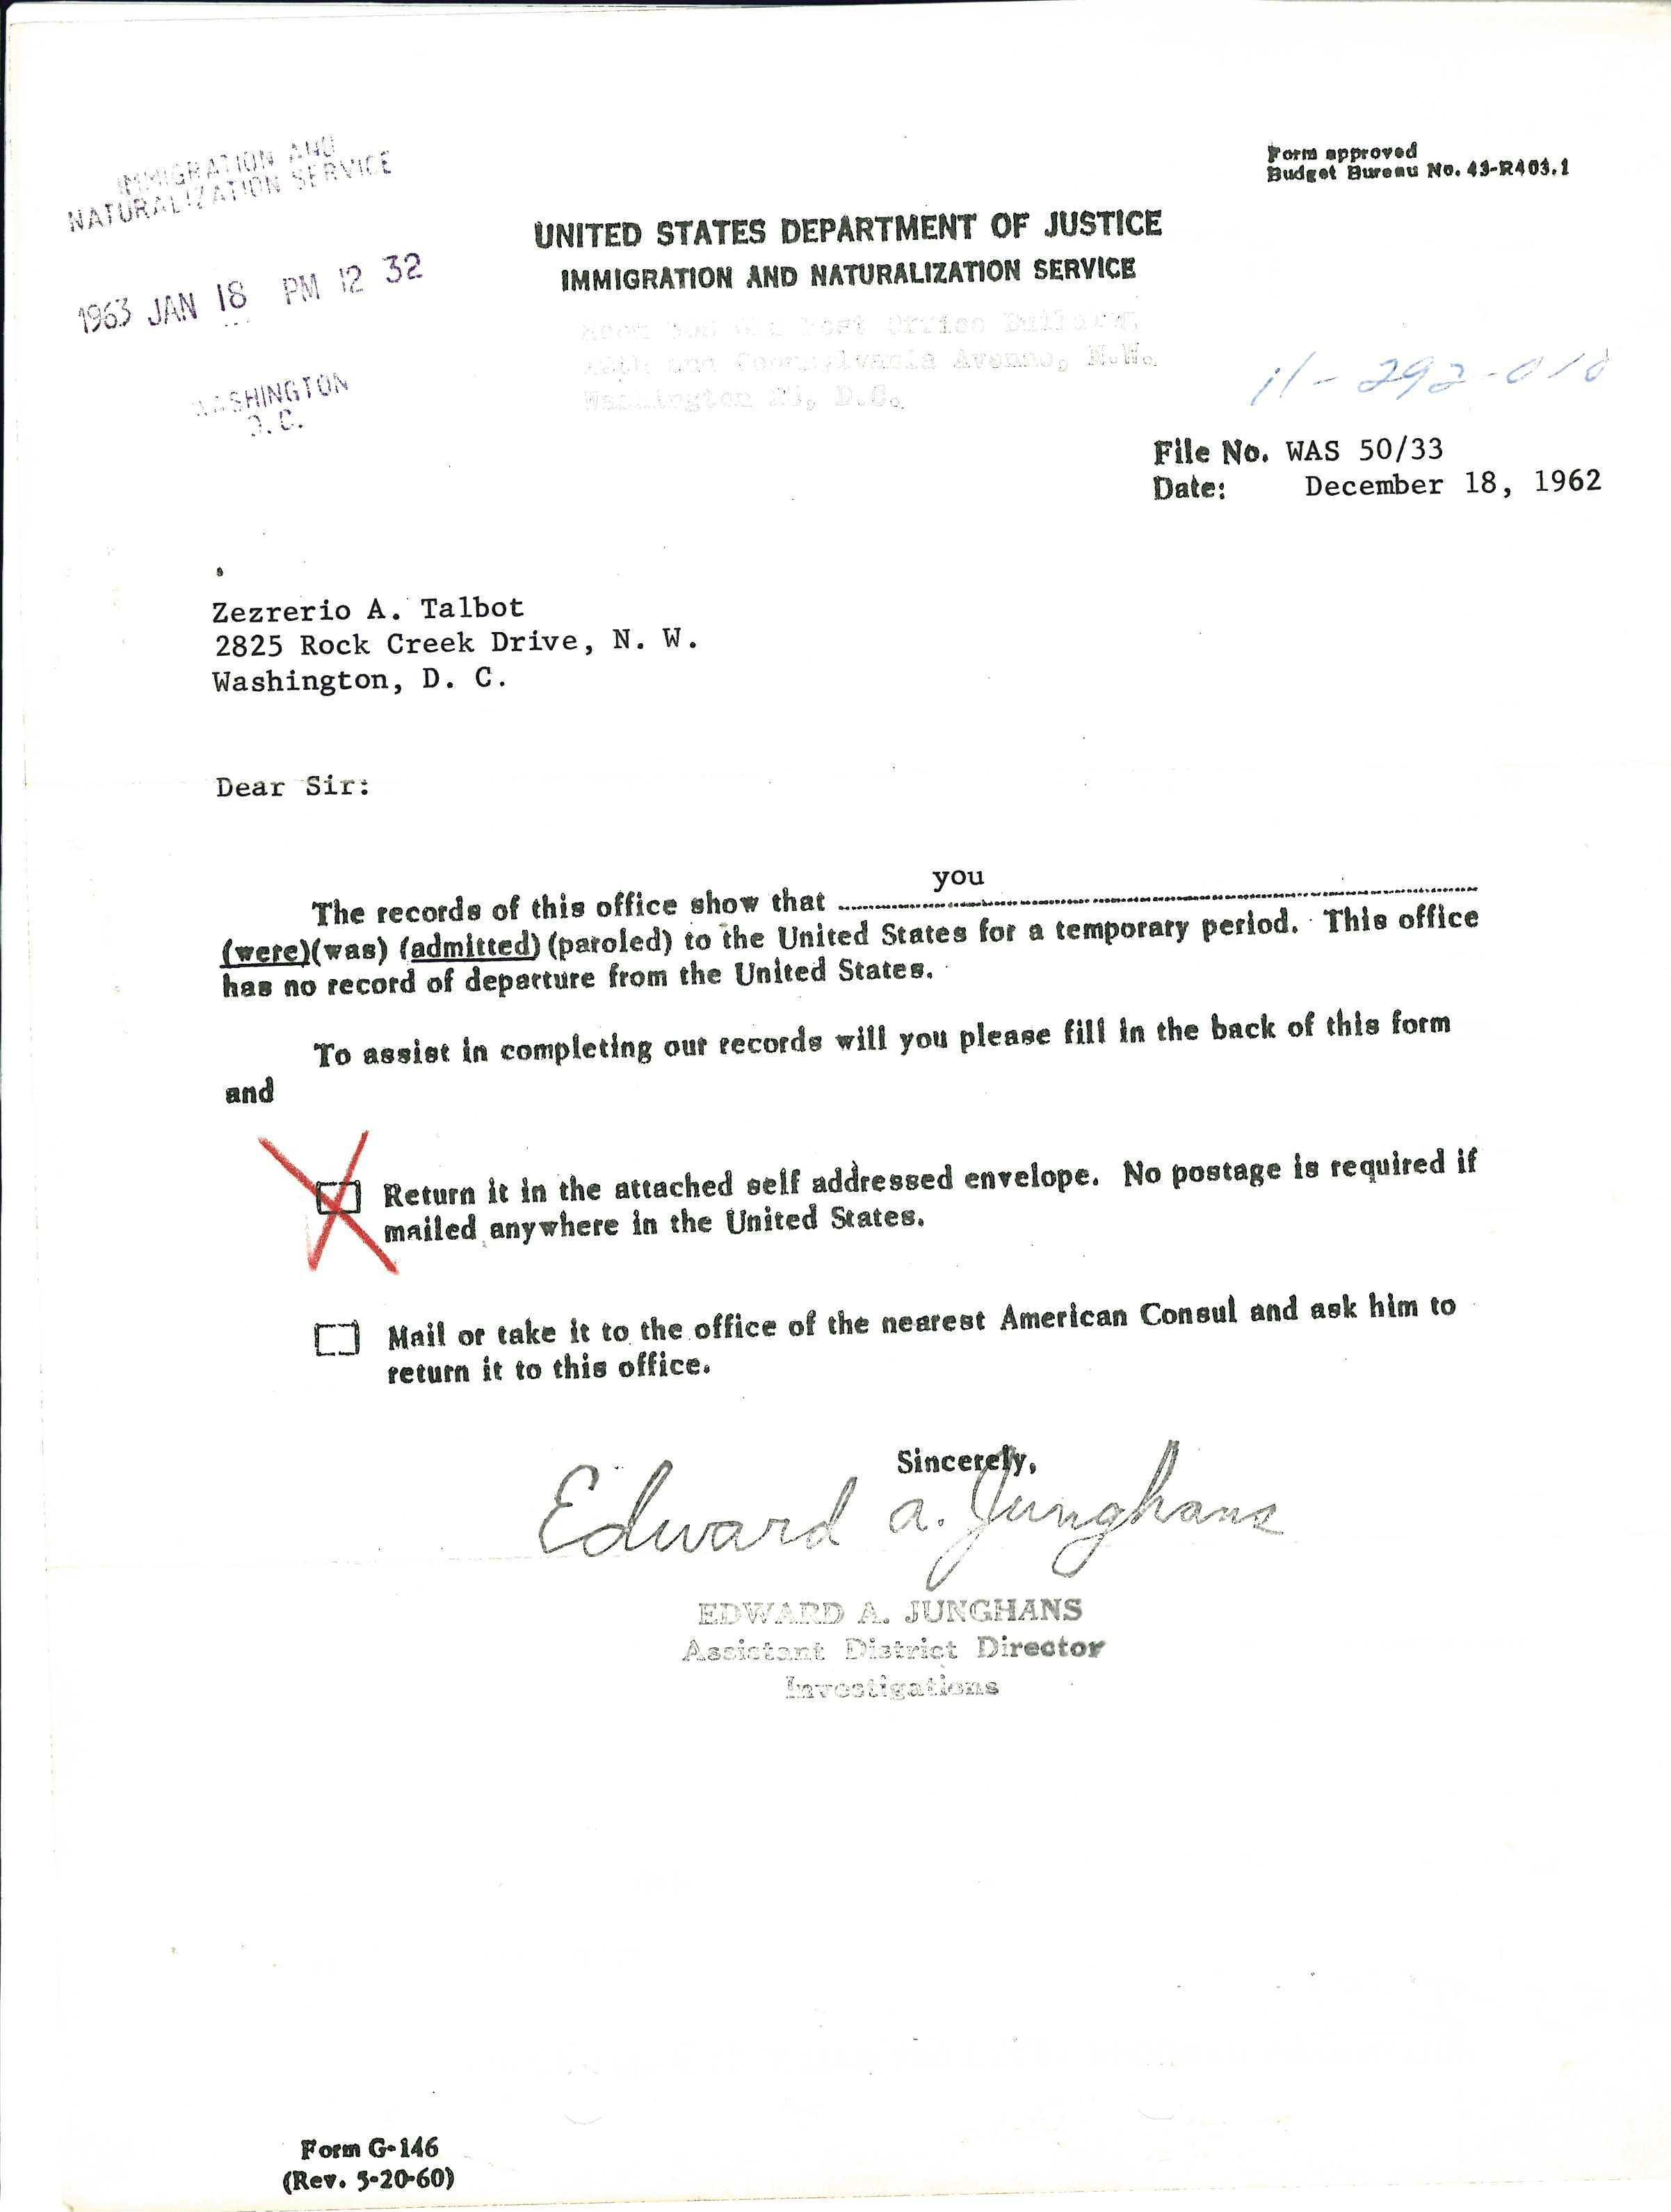 IMMIGRATION AND
NATURALIZATION SERVICE
1963 JAN 18 PM 12 32
WASHINGTON
D. C.
Form approved
Budget Bureau No. 43-R403.1
UNITED STATES DEPARTMENT OF JUSTICE
IMMIGRATION AND NATURALIZATION SERVICE
Post Office Building,
and Pennsylvania Avenue, N.W.
Washington D.C.
11-292-010
File No. WAS 50/33
Date: December 18, 1962
Zezrerio A. Talbot
2825 Rock Creek Drive, N. W.
Washington, D. C.
Dear Sir:
The records of this office show that you
(were)(was) (admitted) (paroled) to the United States for a temporary period. This office
has no record of departure from the United States.
To assist in completing our records will you please fill in the back of this form
and
Return it in the attached self addressed envelope. No postage is required if
mailed anywhere in the United States.
Mail or take it to the office of the nearest American Consul and ask him to
return it to this office.
Sincerely,
Edward A. Junghans
EDWARD A. JUNGHANS
Assistant District Director
Investigations
Form G-146
(Rev. 5-20-60)